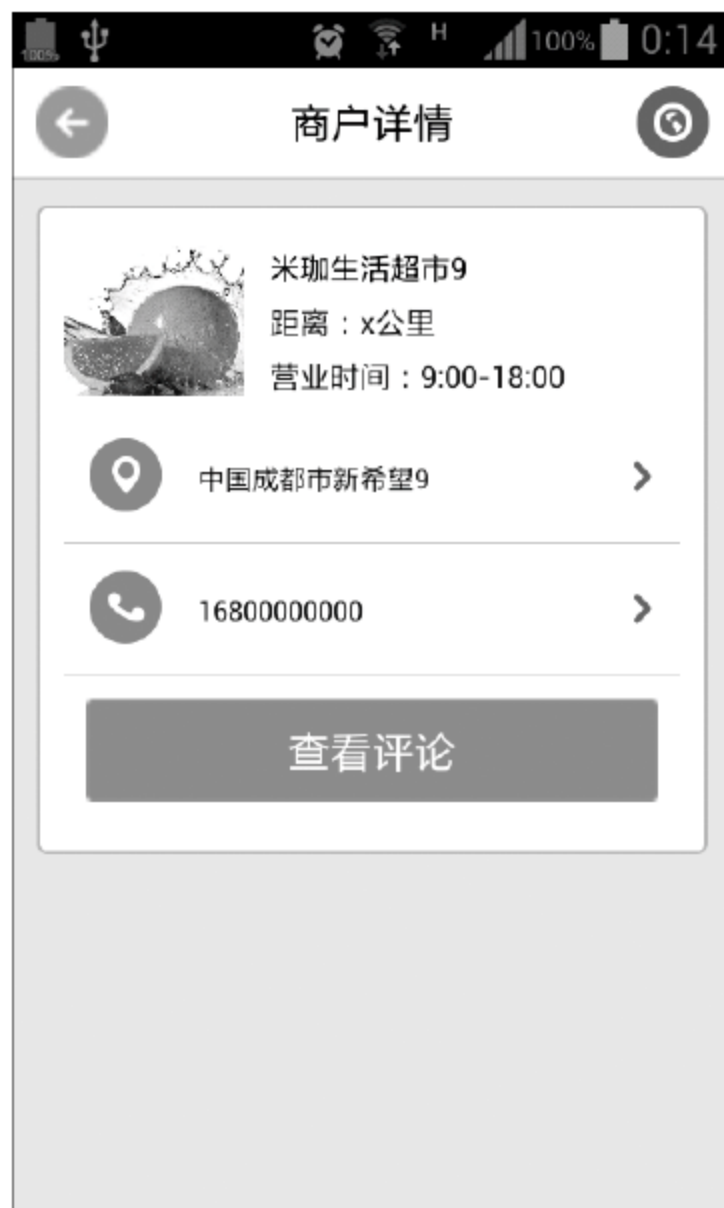 100%
H
100%
0:14
商户详情
米珈生活超市9
距离：x公里
营业时间：9:00-18:00
中国成都市新希望9
16800000000
查看评论